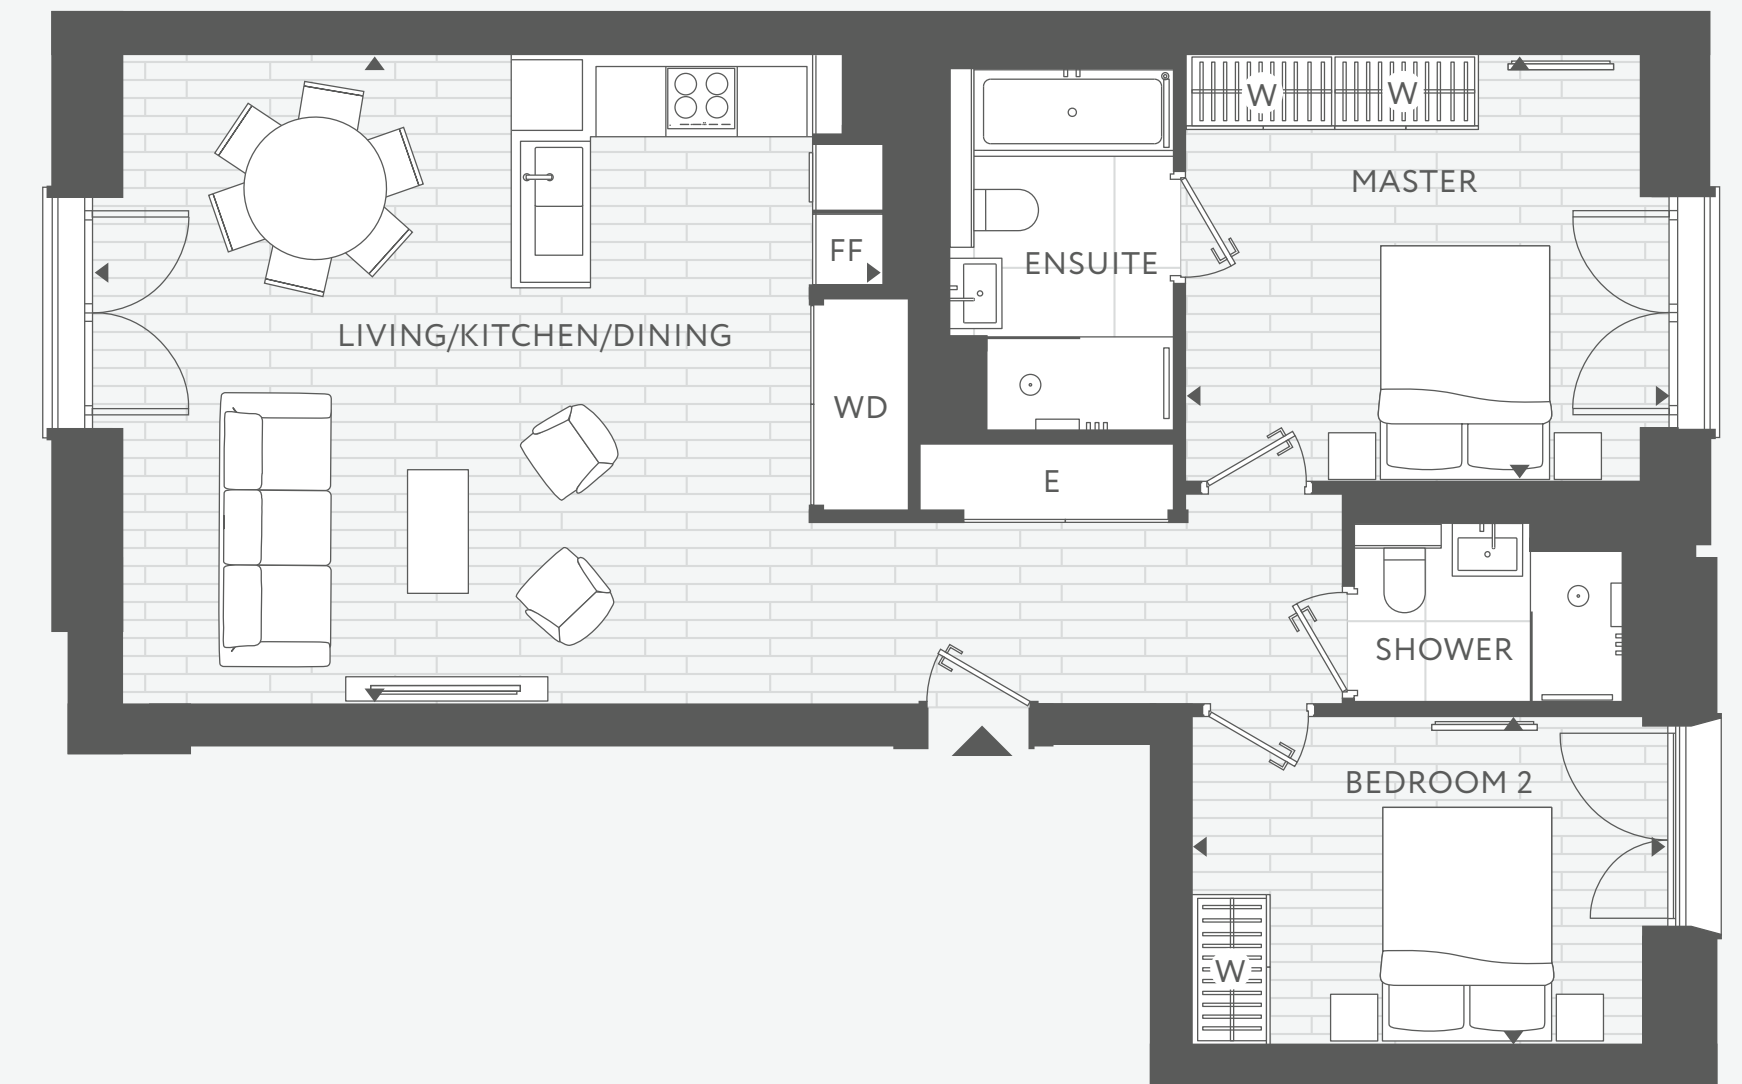 W
W
MASTER
FF
ENSUITE
LIVING/KITCHEN/DINING
WD
E
SHOWER
BEDROOM 2
W